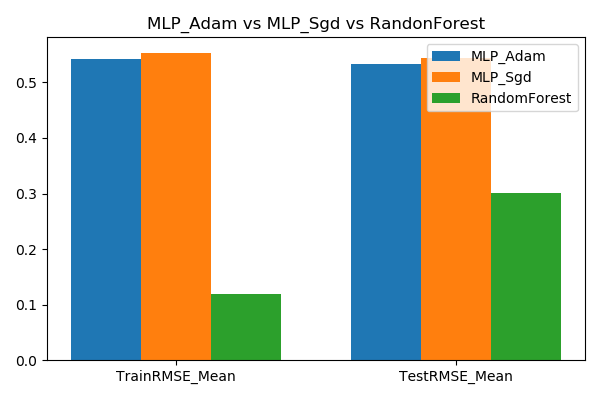 MLP_Adam vs MLP_Sgd vs RandonForest
MLP_Adam
MLP_Sgd
RandomForest
0.5
0.4
0.3
0.2
0.1
0.0
TrainRMSE_Mean
TestRMSE_Mean